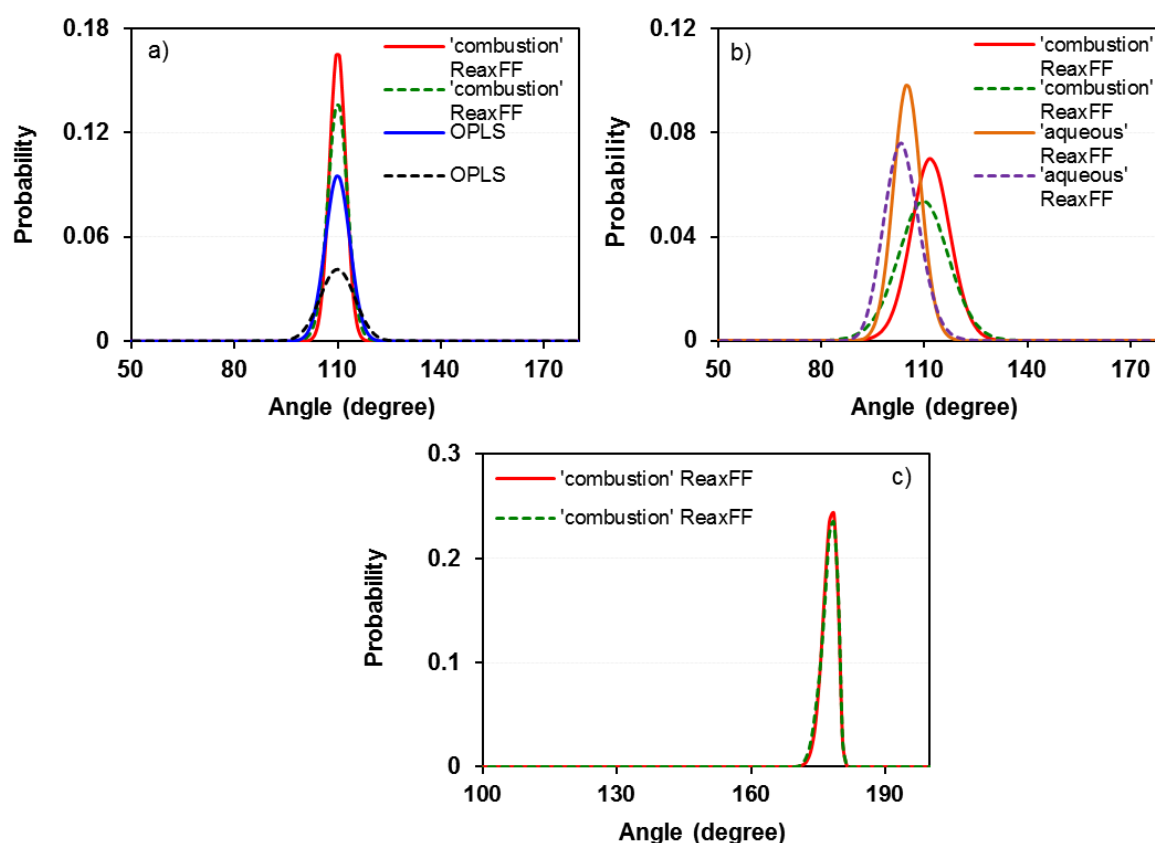 a)
'combustion'
ReaxFF
'combustion'
ReaxFF
OPLS
OPLS
0.18
0.12
0.06
0
Probability
50
80
110
140
170
Angle (degree)
b)
'combustion'
ReaxFF
'combustion'
ReaxFF
'aqueous'
ReaxFF
'aqueous'
ReaxFF
0.12
0.08
0.04
0
Probability
50
80
110
140
170
Angle (degree)
c)
'combustion' ReaxFF
'combustion' ReaxFF
0.3
0.2
0.1
0
Probability
100
130
160
190
Angle (degree)